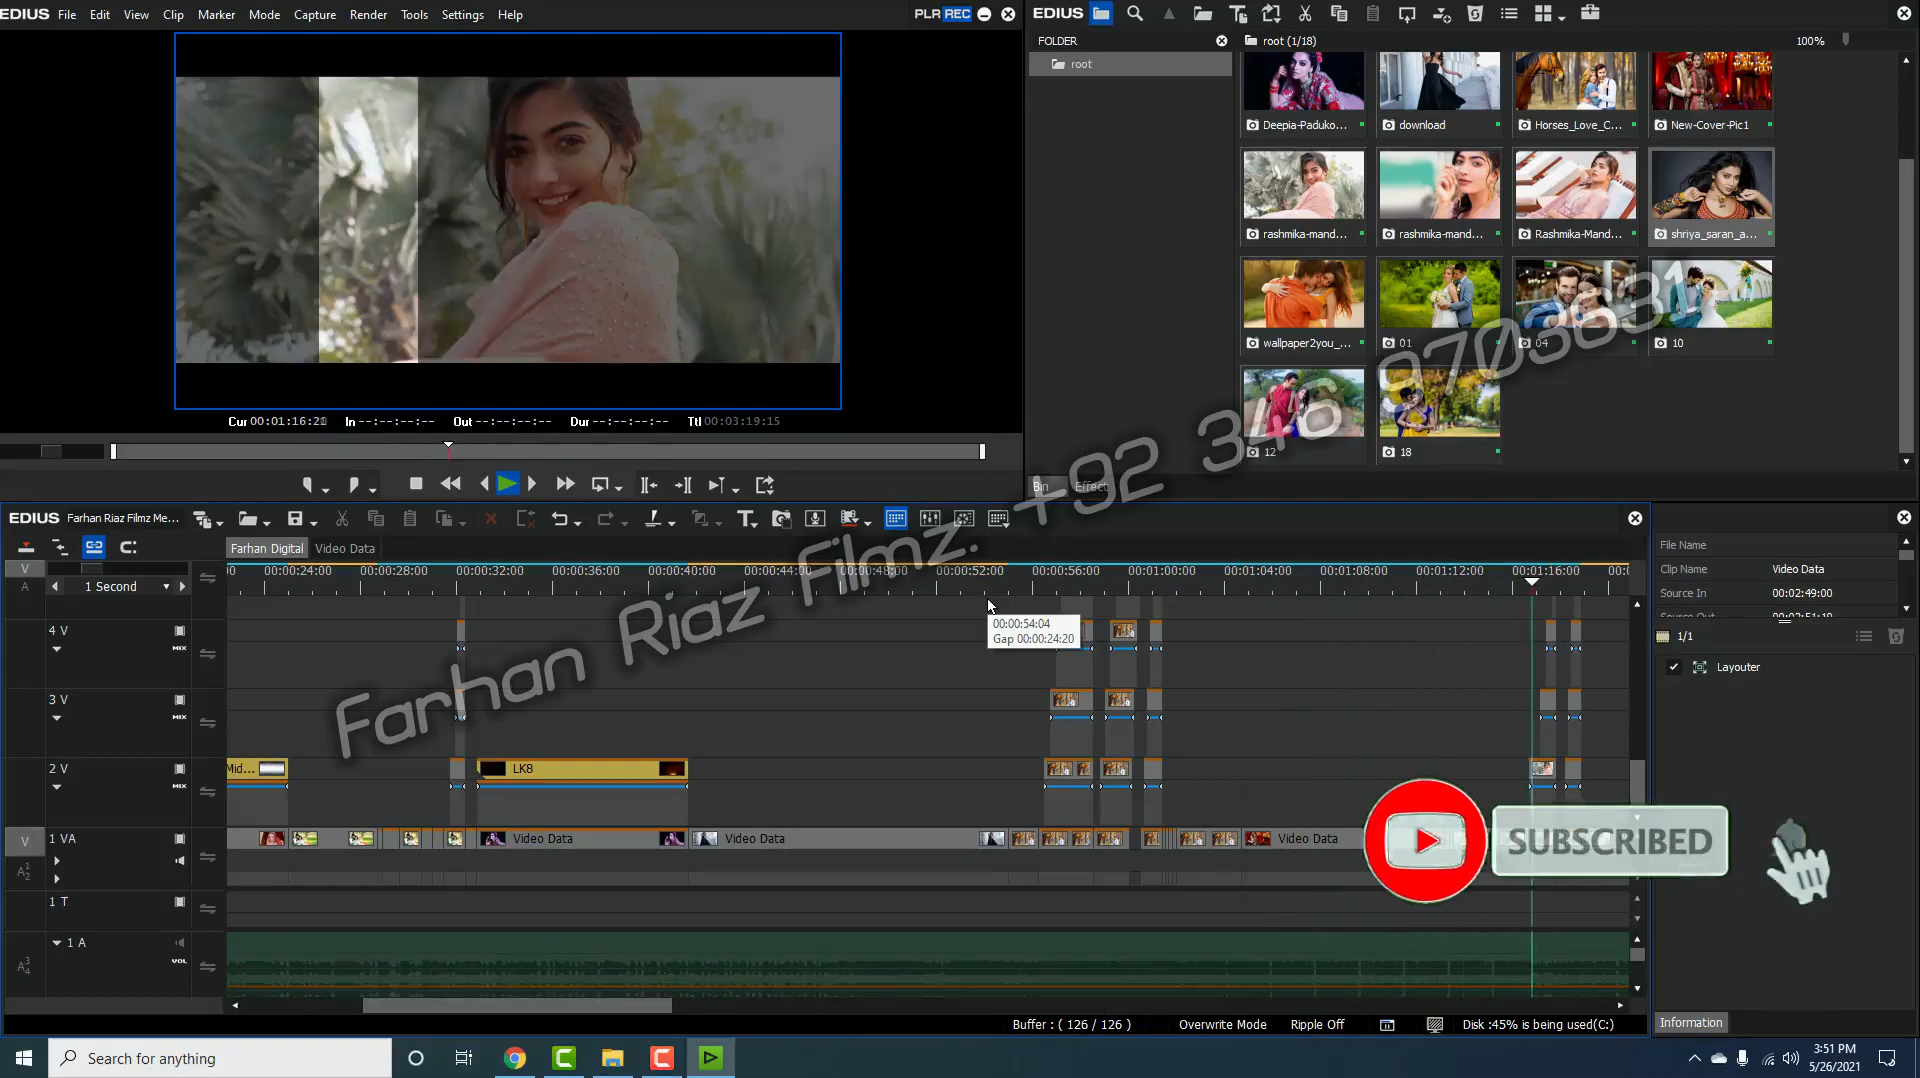 EDIUS File Edit View Clip Marker Mode Capture Render Tools Settings Help PLR REC
EDIUS
FOLDER
root (1/18)
100%
root
Deepia-Paduko...
download
Horses_Love_C...
New-Cover-Pic1
rashmika-mand...
rashmika-mand...
Rashmika-Mand...
shriya_saran_a...
wallpaper2you_...
01
04
10
12
18
Bin
Effect
Cur 00:01:16:20 In --:--:--:-- Out --:--:--:-- Dur --:--:--:-- Ttl 00:03:19:15
Farhan Riaz Filmz. +92 346 9703631
EDIUS Farhan Riaz Filmz Me...
Farhan Digital
Video Data
V
A
1 Second
00:00:24:00 00:00:28:00 00:00:32:00 00:00:36:00 00:00:40:00 00:00:44:00 00:00:48:00 00:00:52:00 00:00:56:00 00:01:00:00 00:01:04:00 00:01:08:00 00:01:12:00 00:01:16:00
00:00:54:04
Gap 00:00:24:20
4 V
MIX
3 V
MIX
2 V
MIX
Mid...
LK8
V
1 VA
A 1 2
Video Data
Video Data
Video Data
1 T
1 A
A 3 4
VOL
SUBSCRIBED
File Name
Clip Name Video Data
Source In 00:02:49:00
1/1
Layouter
Information
Buffer : ( 126 / 126 ) Overwrite Mode Ripple Off Disk :45% is being used(C:)
Search for anything
3:51 PM
5/26/2021